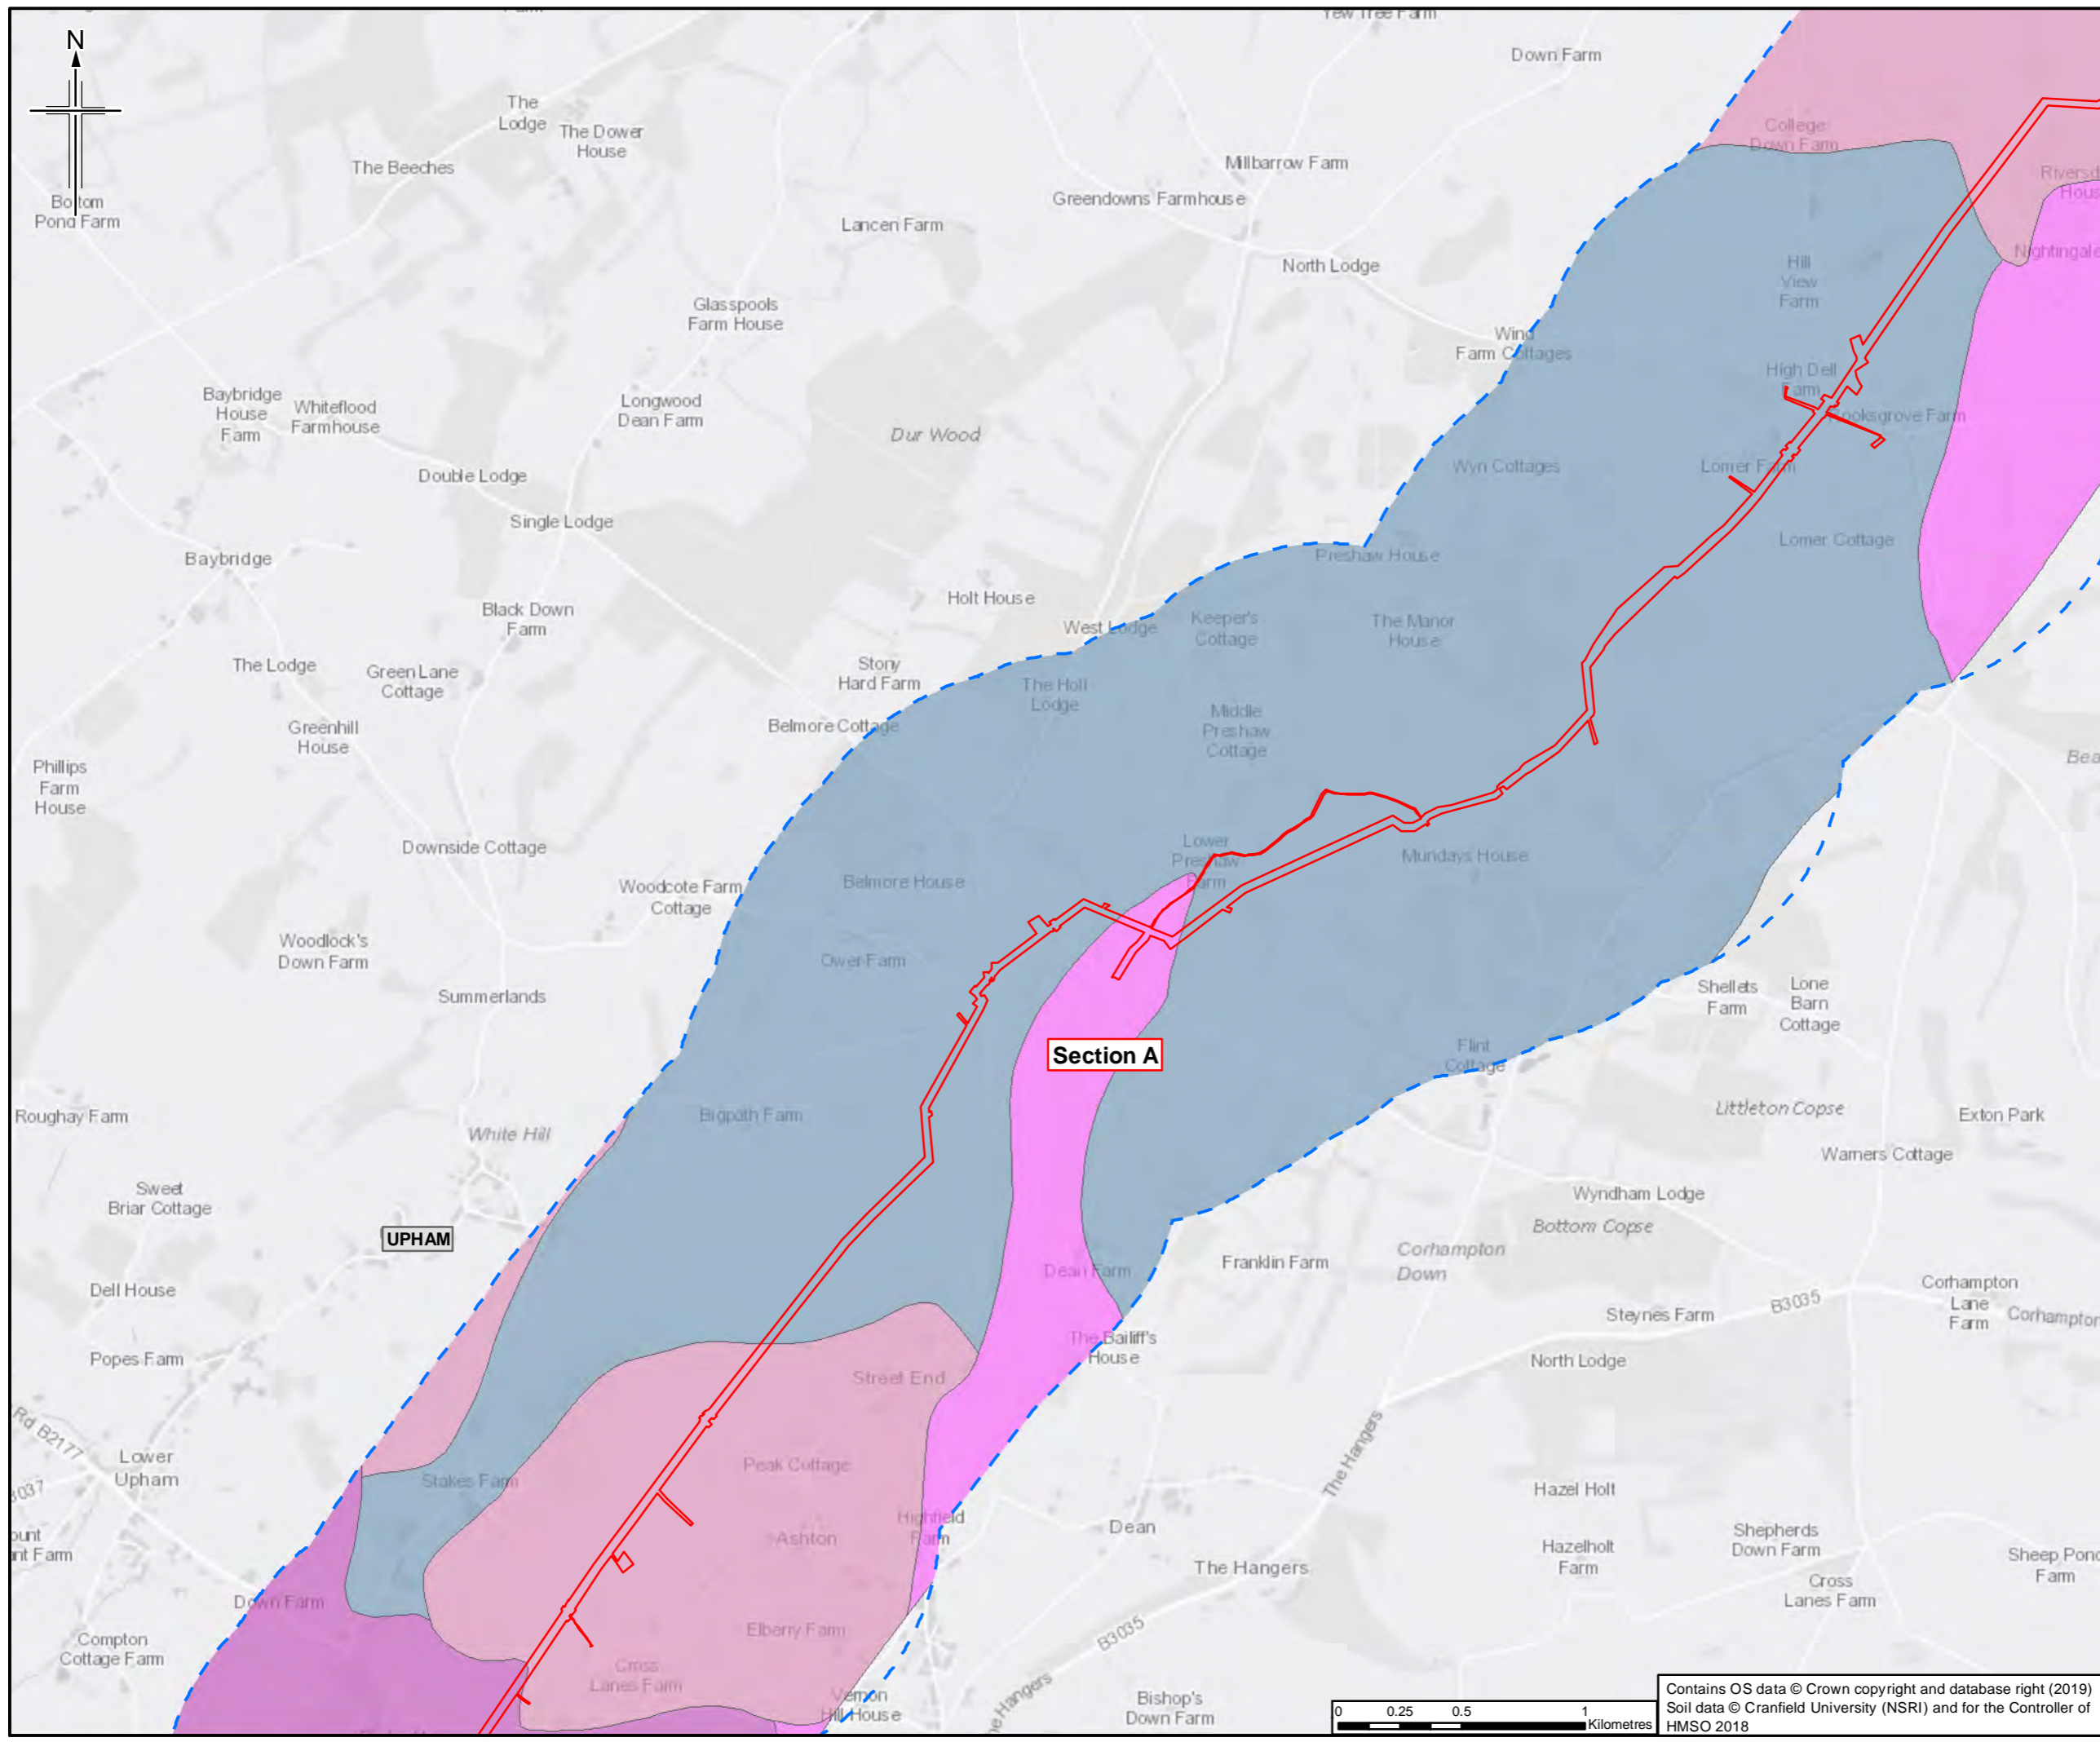 Yew Tree Farm
N
Down Farm
The
Lodge
The Dower
House
College
Down Farm
The Beeches
Millbarrow Farm
Bottom
Pond Farm
Greendowns Farmhouse
Lancen Farm
North Lodge
Hill
View
Farm
Glasspools
Farm House
Wind
Farm Cottages
High Dell
Farm
Baybridge
House
Farm
Whiteflood
Farmhouse
Longwood
Dean Farm
Dur Wood
Wyn Cottages
Lomer Farm
Double Lodge
Single Lodge
Lomer Cottage
Baybridge
Preshaw House
Holt House
Black Down
Farm
West Lodge
Keeper's
Cottage
The Manor
House
The Lodge
Green Lane
Cottage
Stony
Hard Farm
The Holt
Lodge
Middle
Preshaw
Cottage
Belmore Cottage
Greenhill
House
Phillips
Farm
House
Bea
Downside Cottage
Lower
Preshaw
Farm
Mundays House
Woodcote Farm
Cottage
Belmore House
Woodlock's
Down Farm
Ower Farm
Summerlands
Shellets
Farm
Lone
Barn
Cottage
Section A
Flint
Cottage
Roughay Farm
Bigpath Farm
Littleton Copse
Exton Park
White Hill
Warners Cottage
Sweet
Briar Cottage
Wyndham Lodge
Bottom Copse
UPHAM
Corhampton
Down
Franklin Farm
Dean Farm
Dell House
Corhampton
Lane
Farm
B3035
Steynes Farm
Corhampton
The Bailiff's
House
Popes Farm
North Lodge
Street End
Rd B2177
The Hangers
Lower
Upham
Peak Cottage
Stakes Farm
3037
Hazel Holt
Highfield
Farm
Dean
Ashton
Shepherds
Down Farm
Hazelholt
Farm
The Hangers
Sheep Pond
Farm
Cross
Lanes Farm
Down Farm
Elberry Farm
B3035
Compton
Cottage Farm
Cross
Lanes Farm
Vernon
Hill House
Bishop's
Down Farm
0 0.25 0.5 1
Kilometres
Contains OS data © Crown copyright and database right (2019)
Soil data © Cranfield University (NSRI) and for the Controller of
HMSO 2018